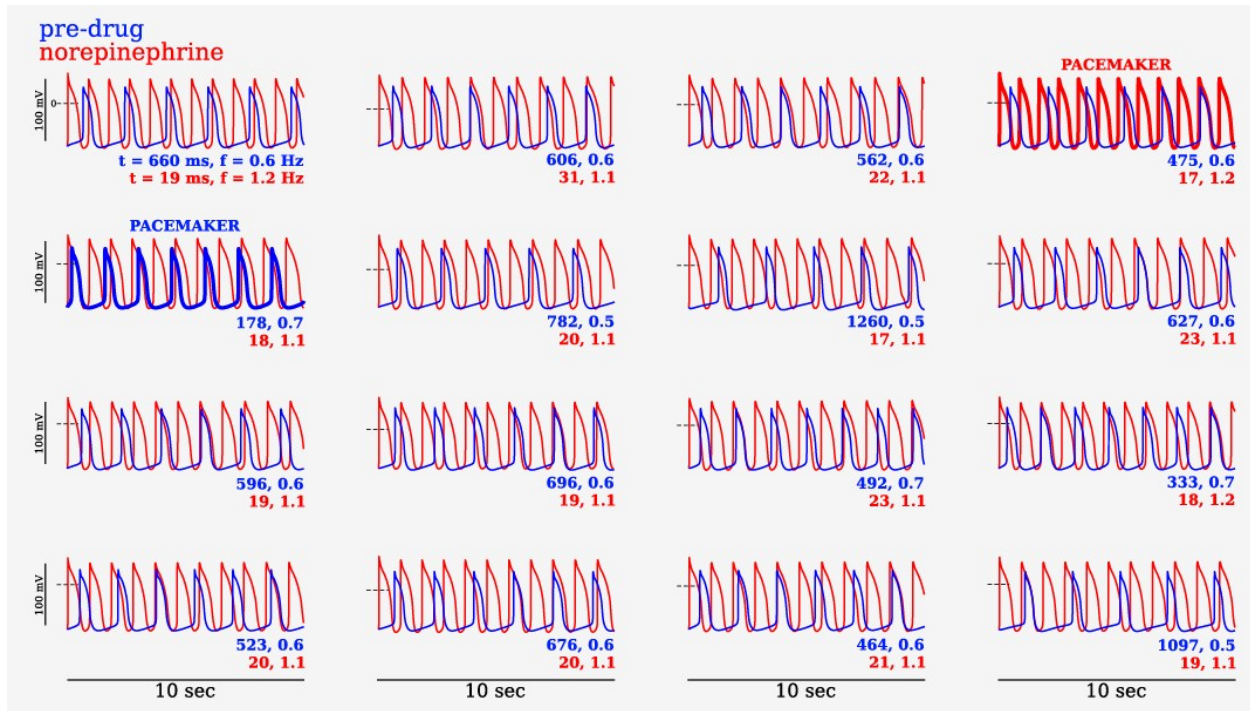 pre-drug
norepinephrine
PACEMAKER
100 mV
0
t = 660 ms, f = 0.6 Hz
t = 19 ms, f = 1.2 Hz
606, 0.6
31, 1.1
562, 0.6
22, 1.1
475, 0.6
17, 1.2
PACEMAKER
100 mV
178, 0.7
18, 1.1
782, 0.5
20, 1.1
1260, 0.5
17, 1.1
627, 0.6
23, 1.1
100 mV
596, 0.6
19, 1.1
696, 0.6
19, 1.1
492, 0.7
23, 1.1
333, 0.7
18, 1.2
100 mV
523, 0.6
20, 1.1
676, 0.6
20, 1.1
464, 0.6
21, 1.1
1097, 0.5
19, 1.1
10 sec
10 sec
10 sec
10 sec